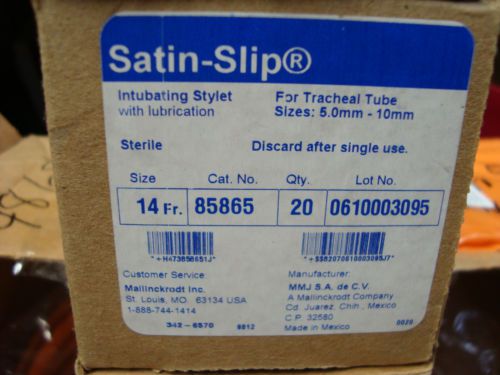 Satin-Slip®
Intubating Stylet
with lubrication
For Tracheal Tube
Sizes: 5.0mm - 10mm
Sterile
Discard after single use.
Size Cat. No. Qty. Lot No.
14 Fr. 85865 20 0610003095
Customer Service:
Mallinckrodt Inc.
St. Louis, MO 63134 USA
1-888-744-1414
Manufacturer:
MMJ S.A. de C.V.
A Mallinckrodt Company
Cd. Juarez, Chih., Mexico
C.P. 32580
Made in Mexico
342-6570